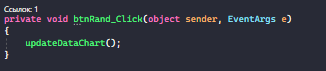 Ссылок: 1
private void btnRand_Click(object sender, EventArgs e)
{
    updateDataChart();
}